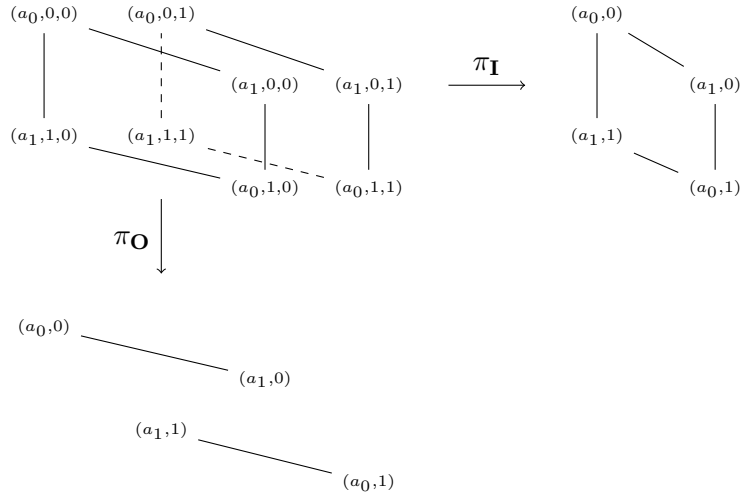 (a₀,0,0) (a₀,0,1) (a₀,0)
(a₁,0,0) (a₁,0,1) π_I (a₁,0)
(a₁,1,0) (a₁,1,1) (a₁,1)
(a₀,1,0) (a₀,1,1) (a₀,1)
π_O
(a₀,0)
(a₁,0)
(a₁,1)
(a₀,1)